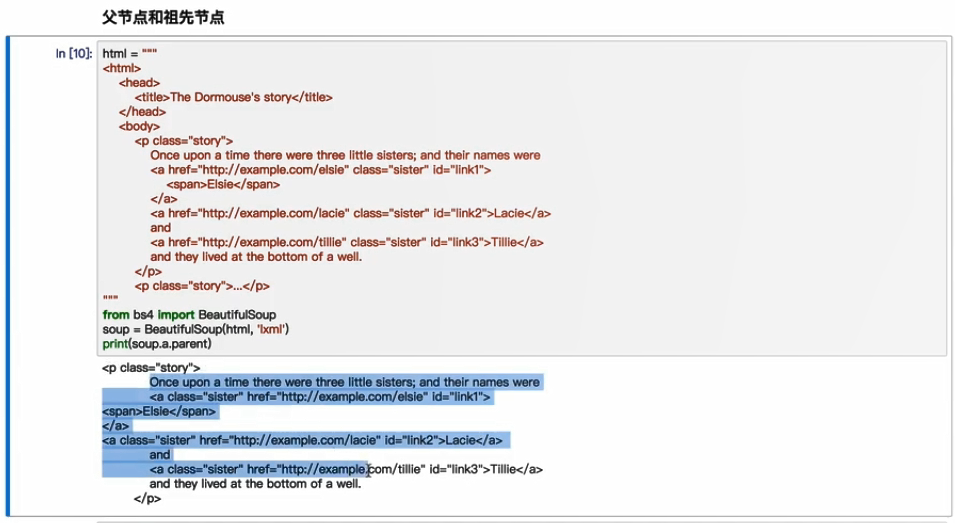 父节点和祖先节点
In [10]: html = """
<html>
<head>
<title>The Dormouse's story</title>
</head>
<body>
<p class="story">
Once upon a time there were three little sisters; and their names were
<a href="http://example.com/elsie" class="sister" id="link1">
<span>Elsie</span>
</a>
<a href="http://example.com/lacie" class="sister" id="link2">Lacie</a>
and
<a href="http://example.com/tillie" class="sister" id="link3">Tillie</a>
and they lived at the bottom of a well.
</p>
<p class="story">...</p>
"""
from bs4 import BeautifulSoup
soup = BeautifulSoup(html, 'lxml')
print(soup.a.parent)
<p class="story">
Once upon a time there were three little sisters; and their names were
<a class="sister" href="http://example.com/elsie" id="link1">
<span>Elsie</span>
</a>
<a class="sister" href="http://example.com/lacie" id="link2">Lacie</a>
and
<a class="sister" href="http://example.com/tillie" id="link3">Tillie</a>
and they lived at the bottom of a well.
</p>